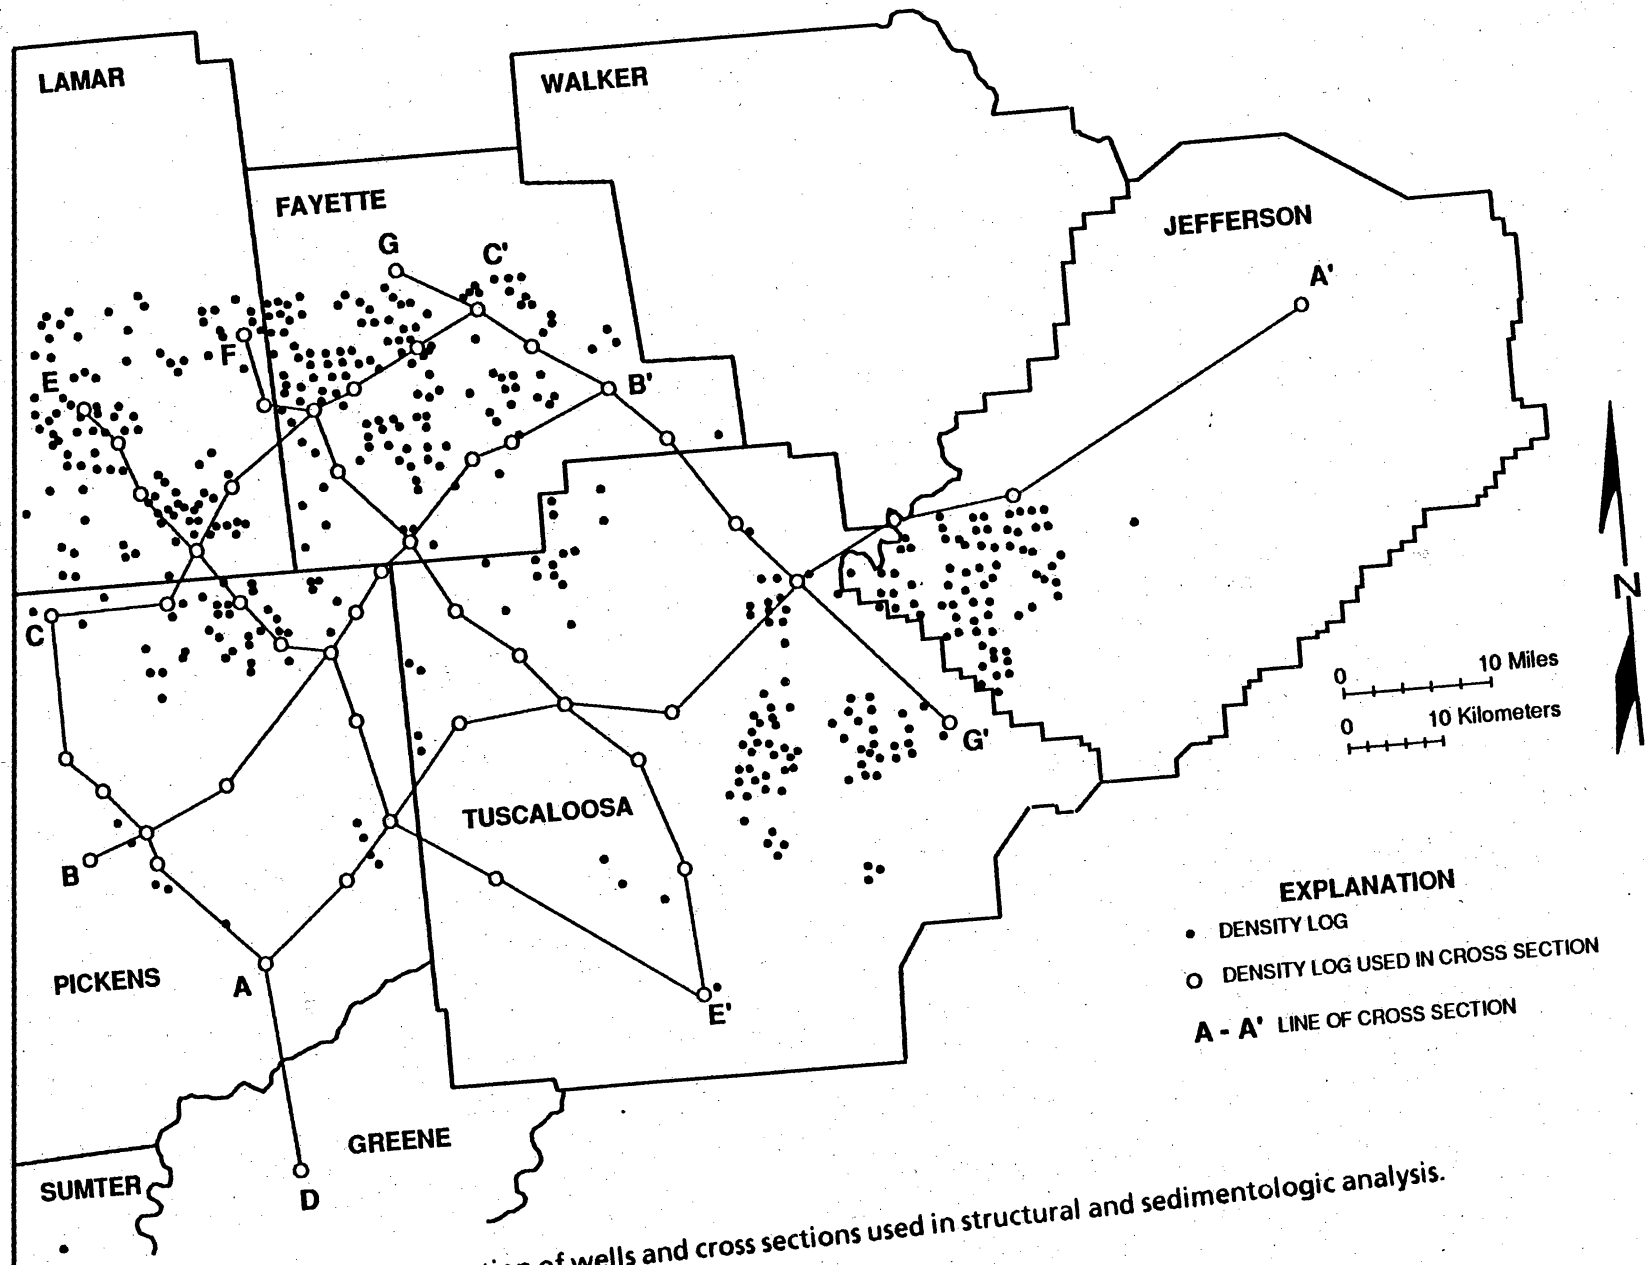 LAMAR
WALKER
FAYETTE
JEFFERSON
G
C'
A'
F
E
B'
C
N
0 10 Miles
0 10 Kilometers
G'
TUSCALOOSA
B
EXPLANATION
DENSITY LOG
DENSITY LOG USED IN CROSS SECTION
A - A' LINE OF CROSS SECTION
PICKENS
A
E'
GREENE
SUMTER
D
of wells and cross sections used in structural and sedimentologic analysis.